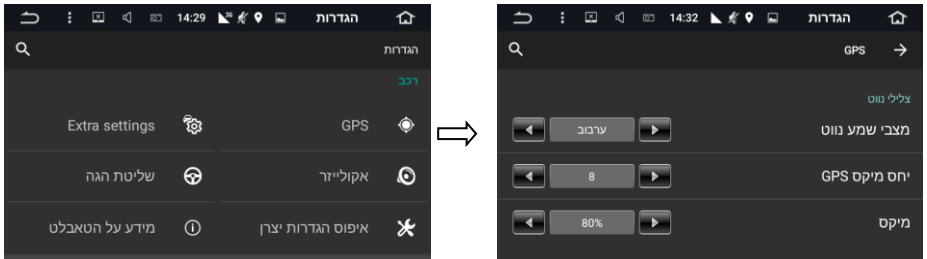 14:29 3G הגדרות
הגדרות
רכב
GPS Extra settings
אקולייזר שליטת הגה
איפוס הגדרות יצרן מידע על הטאבלט
14:32 הגדרות
GPS
צלילי נווט
מצבי שמע נווט ערבוב
יחס מיקס GPS 8
מיקס 80%